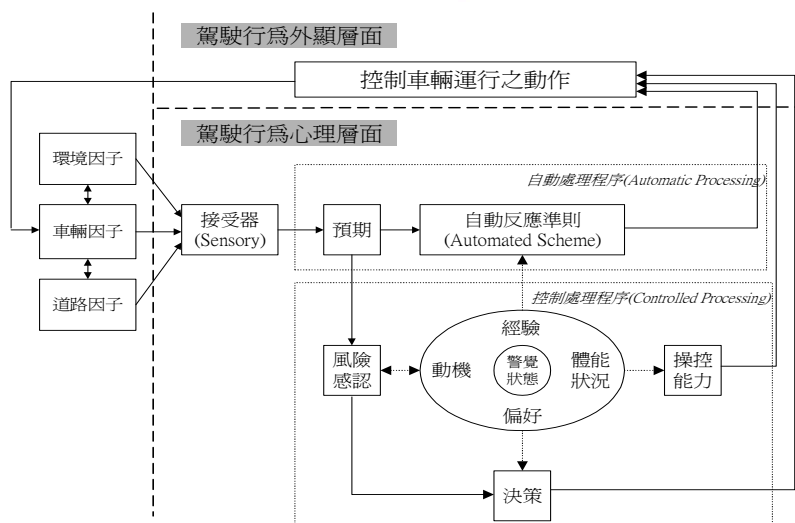 駕駛行為外顯層面
控制車輛運行之動作
駕駛行為心理層面
環境因子
自動處理程序(Automatic Processing)
車輛因子
接受器
(Sensory)
預期
自動反應準則
(Automated Scheme)
道路因子
控制處理程序(Controlled Processing)
經驗
風險
感認
動機
警覺
狀態
體能
狀況
操控
能力
偏好
決策